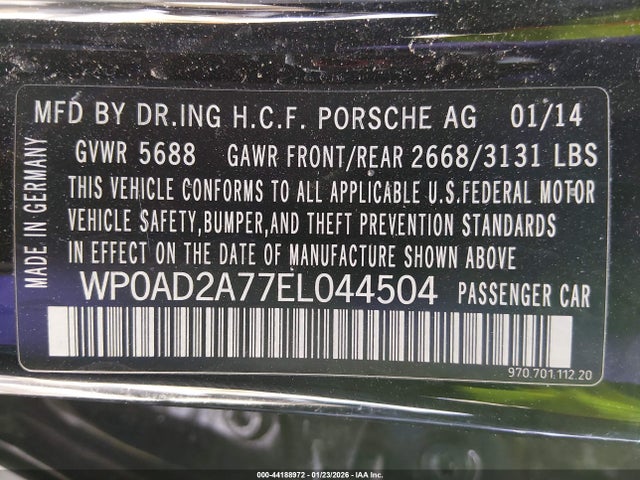 MFD BY DR.ING H.C.F. PORSCHE AG 01/14
GVWR 5688 GAWR FRONT/REAR 2668/3131 LBS
THIS VEHICLE CONFORMS TO ALL APPLICABLE U.S.FEDERAL MOTOR
VEHICLE SAFETY,BUMPER,AND THEFT PREVENTION STANDARDS
IN EFFECT ON THE DATE OF MANUFACTURE SHOWN ABOVE
WP0AD2A77EL044504 PASSENGER CAR
970.701.112.20
MADE IN GERMANY
000-44188972 - 01/23/2026 - IAA Inc.